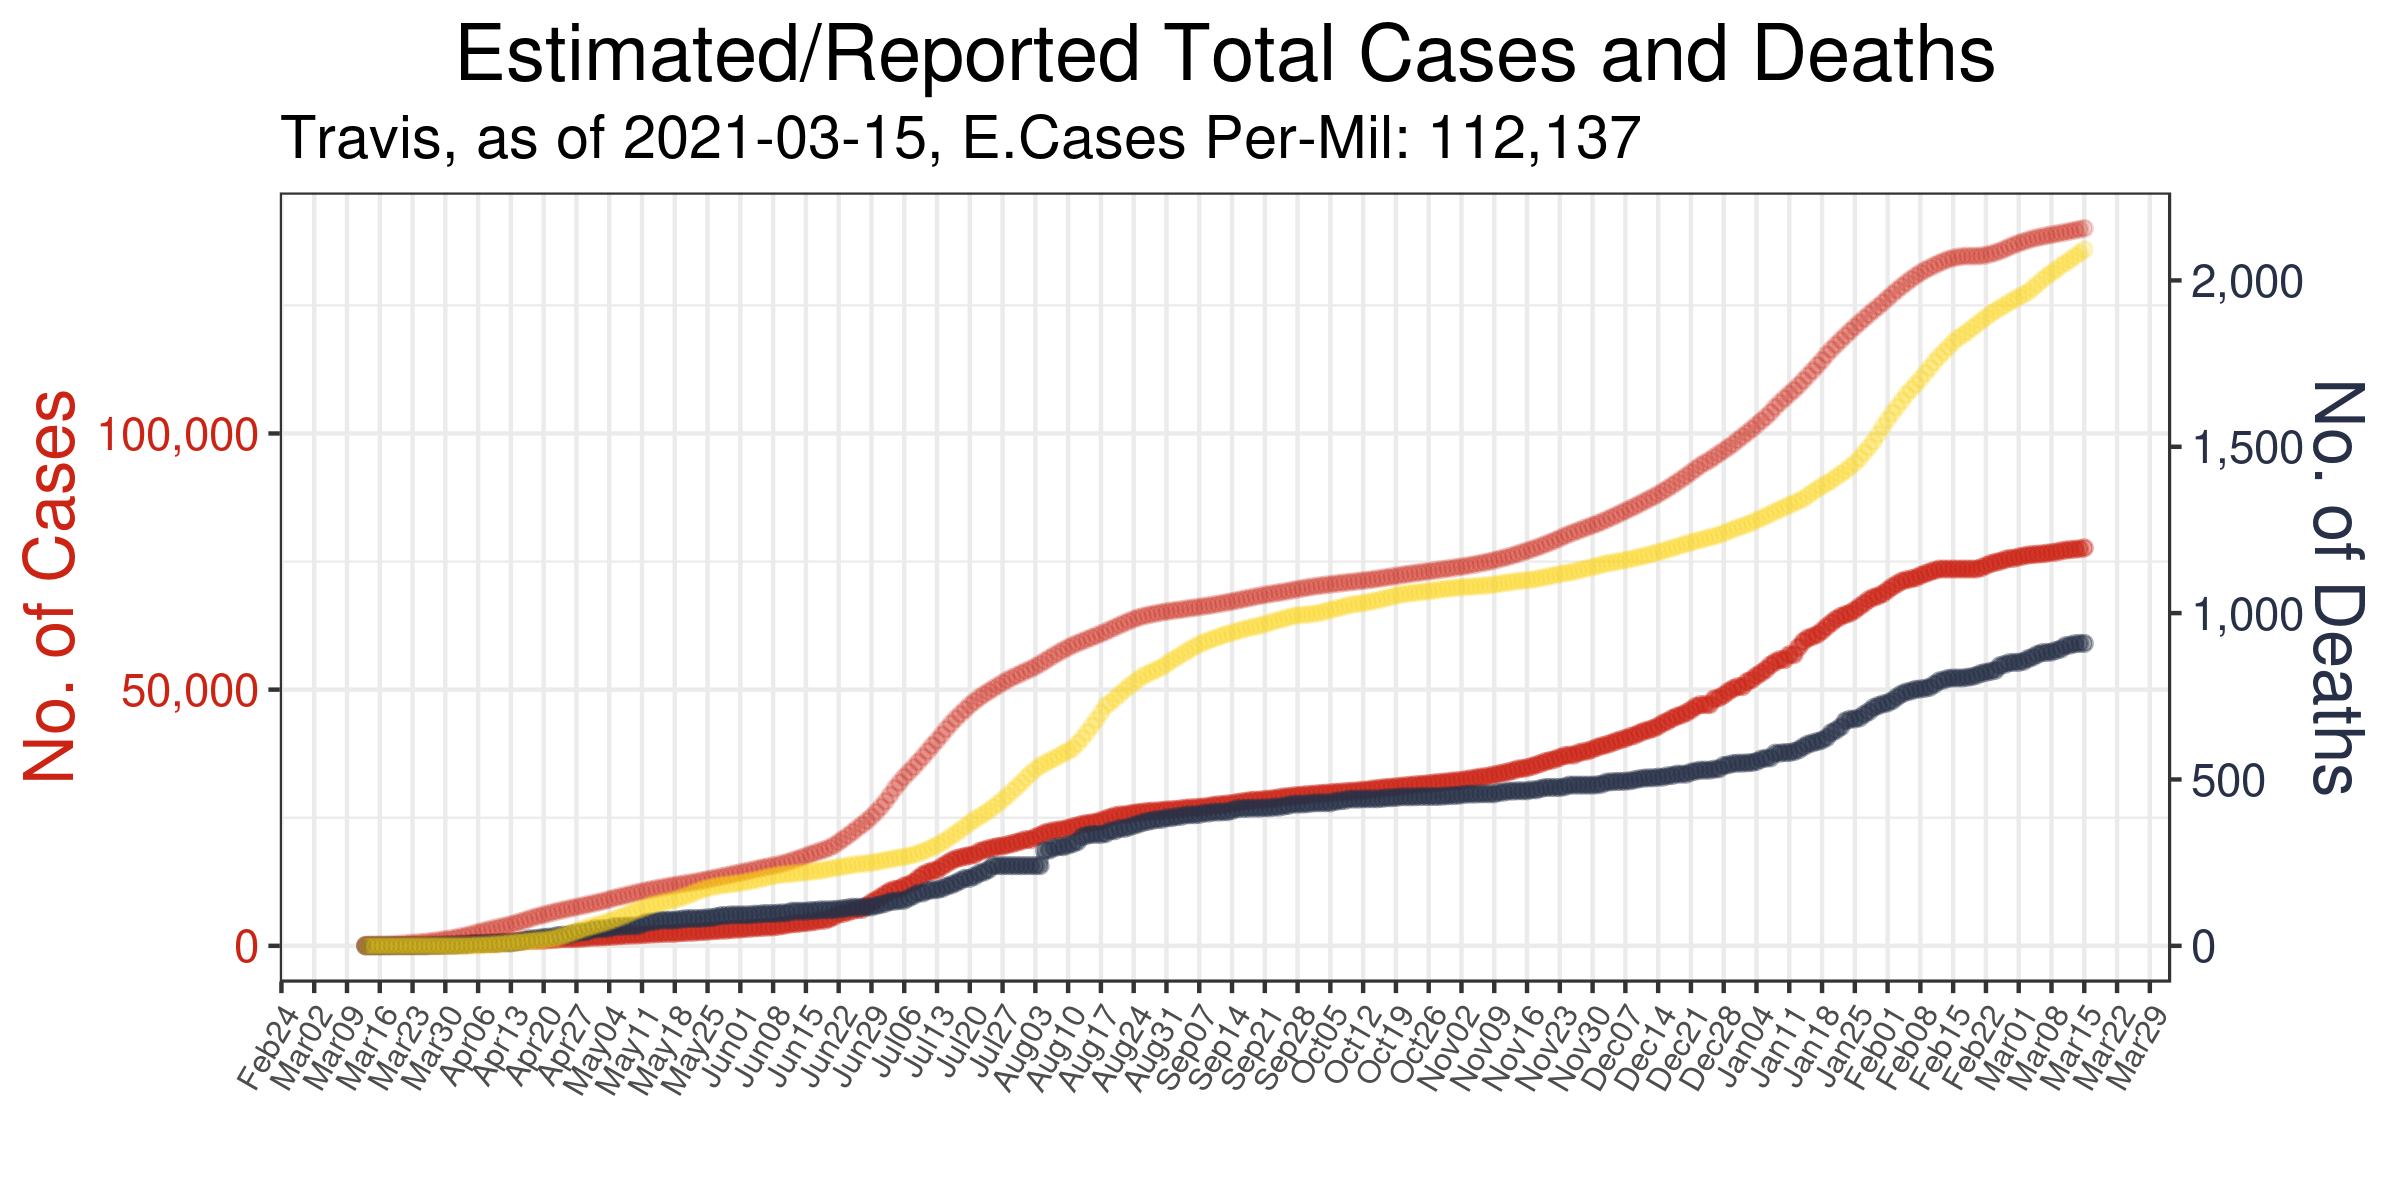 Estimated/Reported Total Cases and Deaths
Travis, as of 2021-03-15, E.Cases Per-Mil: 112,137
No. of Cases
100,000
50,000
0
2,000
1,500
1,000
500
0
No. of Deaths
Feb24
Mar02
Mar09
Mar16
Mar23
Mar30
Apr06
Apr13
Apr20
Apr27
May04
May11
May18
May25
Jun01
Jun08
Jun15
Jun22
Jun29
Jul06
Jul13
Jul20
Jul27
Aug03
Aug10
Aug17
Aug24
Aug31
Sep07
Sep14
Sep21
Sep28
Oct05
Oct12
Oct19
Oct26
Nov02
Nov09
Nov16
Nov23
Nov30
Dec07
Dec14
Dec21
Dec28
Jan04
Jan11
Jan18
Jan25
Feb01
Feb08
Feb15
Feb22
Mar01
Mar08
Mar15
Mar22
Mar29